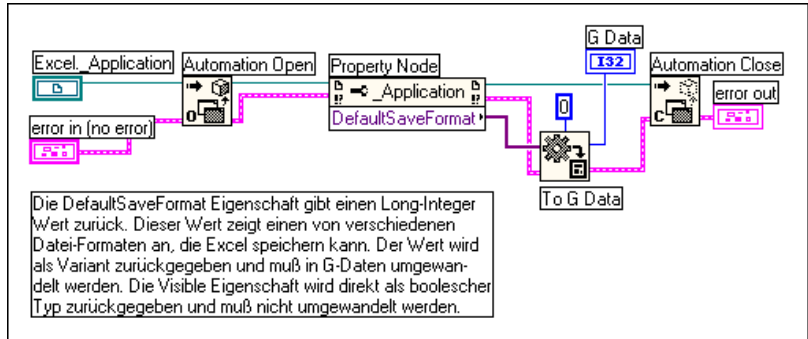 G Data
Excel._Application Automation Open Property Node I32 Automation Close
_Application error out
error in (no error) DefaultSaveFormat 0
O C
To G Data
Die DefaultSaveFormat Eigenschaft gibt einen Long-Integer
Wert zurück. Dieser Wert zeigt einen von verschiedenen
Datei-Formaten an, die Excel speichern kann. Der Wert wird
als Variant zurückgegeben und muß in G-Daten umgewan-
delt werden. Die Visible Eigenschaft wird direkt als boolescher
Typ zurückgegeben und muß nicht umgewandelt werden.